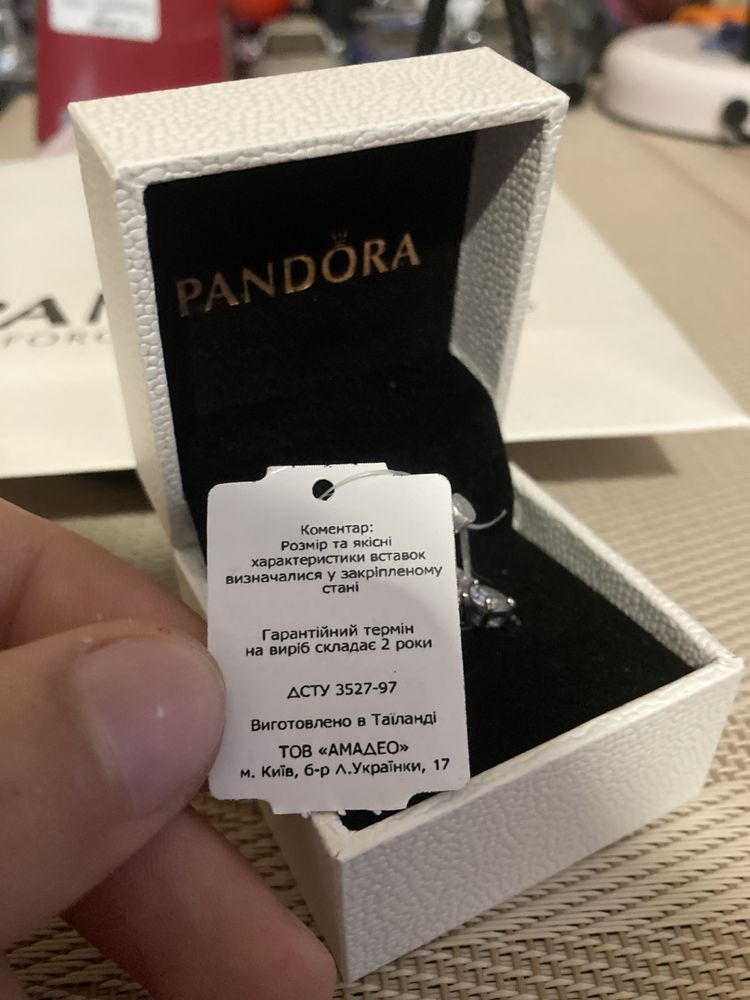 PANDORA
Коментар:
Розмір та якісні
характеристики вставок
визначалися у закріпленому
стані
Гарантійний термін
на виріб складає 2 роки
ДСТУ 3527-97
Виготовлено в Таїланді
ТОВ «АМАДЕО»
м. Київ, б-р Л.Українки, 17